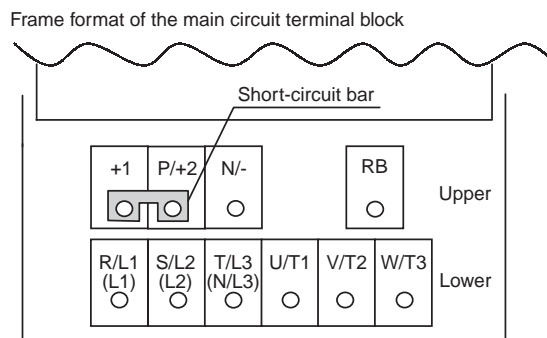 Frame format of the main circuit terminal block
Short-circuit bar
+1 P/+2 N/- RB
Upper
R/L1 S/L2 T/L3 U/T1 V/T2 W/T3
(L1) (L2) (N/L3)
Lower